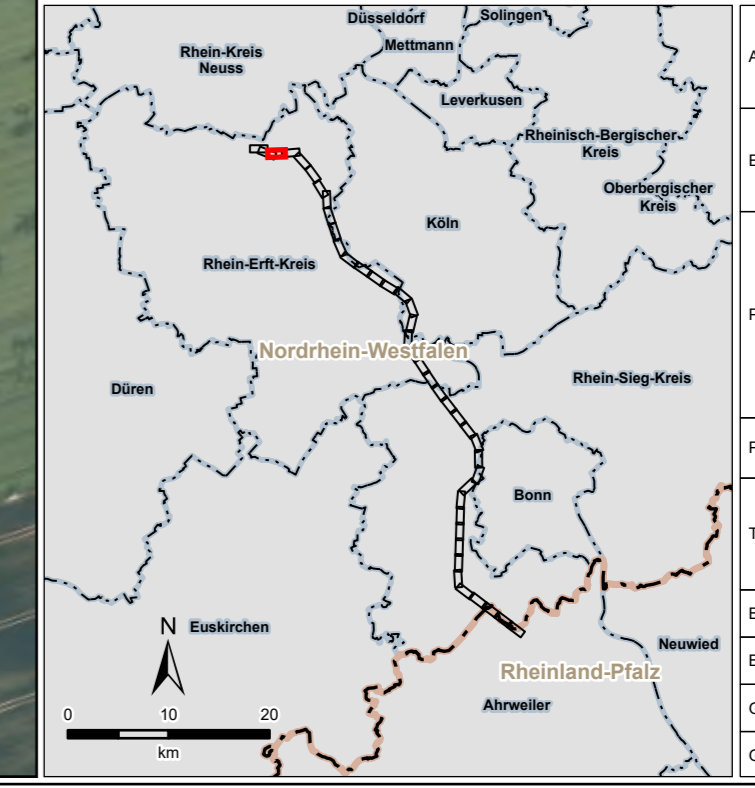 Düsseldorf
Solingen
Mettmann
Rhein-Kreis
Neuss
Leverkusen
Rheinisch-Bergischer
Kreis
Oberbergischer
Kreis
Köln
Rhein-Erft-Kreis
Nordrhein-Westfalen
Düren
Rhein-Sieg-Kreis
Bonn
N
Euskirchen
Neuwied
Rheinland-Pfalz
Ahrweiler
0 10 20
km